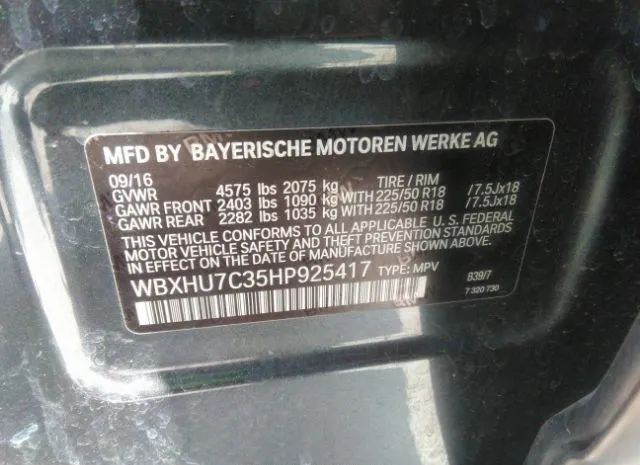 MFD BY BAYERISCHE MOTOREN WERKE AG
09/16 TIRE / RIM
GVWR 4575 lbs 2075 kg
GAWR FRONT 2403 lbs 1090 kg WITH 225/50 R18 /7.5Jx18
GAWR REAR 2282 lbs 1035 kg WITH 225/50 R18 /7.5Jx18
THIS VEHICLE CONFORMS TO ALL APPLICABLE U.S. FEDERAL
MOTOR VEHICLE SAFETY AND THEFT PREVENTION STANDARDS
IN EFFECT ON THE DATE OF MANUFACTURE SHOWN ABOVE.
WBXHU7C35HP925417 TYPE: MPV
B39/7
7 320 730